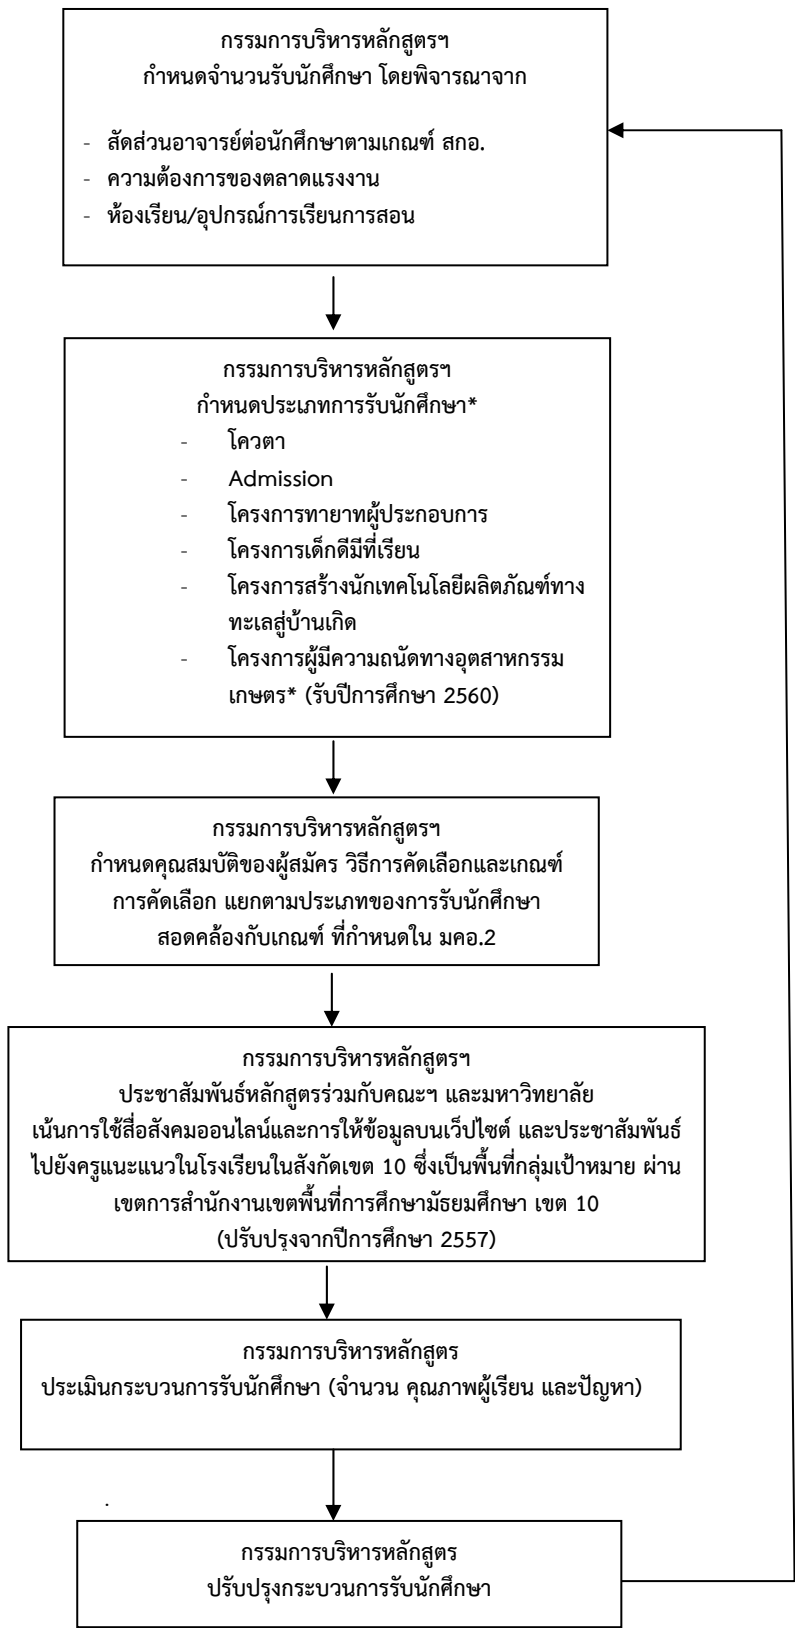 กรรมการบริหารหลักสูตรฯ
กำหนดจำนวนรับนักศึกษา โดยพิจารณาจาก
- สัดส่วนอาจารย์ต่อนักศึกษาตามเกณฑ์ สกอ.
- ความต้องการของตลาดแรงงาน
- ห้องเรียน/อุปกรณ์การเรียนการสอน
กรรมการบริหารหลักสูตรฯ
กำหนดประเภทการรับนักศึกษา*
- โควตา
- Admission
- โครงการทายาทผู้ประกอบการ
- โครงการเด็กดีมีที่เรียน
- โครงการสร้างนักเทคโนโลยีผลิตภัณฑ์ทาง
ทะเลสู่บ้านเกิด
- โครงการผู้มีความถนัดทางอุตสาหกรรม
เกษตร* (รับปีการศึกษา 2560)
กรรมการบริหารหลักสูตรฯ
กำหนดคุณสมบัติของผู้สมัคร วิธีการคัดเลือกและเกณฑ์
การคัดเลือก แยกตามประเภทของการรับนักศึกษา
สอดคล้องกับเกณฑ์ ที่กำหนดใน มคอ.2
กรรมการบริหารหลักสูตรฯ
ประชาสัมพันธ์หลักสูตรร่วมกับคณะฯ และมหาวิทยาลัย
เน้นการใช้สื่อสังคมออนไลน์และการให้ข้อมูลบนเว็ปไซต์ และประชาสัมพันธ์
ไปยังครูแนะแนวในโรงเรียนในสังกัดเขต 10 ซึ่งเป็นพื้นที่กลุ่มเป้าหมาย ผ่าน
เขตการสำนักงานเขตพื้นที่การศึกษามัธยมศึกษา เขต 10
(ปรับปรุงจากปีการศึกษา 2557)
กรรมการบริหารหลักสูตร
ประเมินกระบวนการรับนักศึกษา (จำนวน คุณภาพผู้เรียน และปัญหา)
.
กรรมการบริหารหลักสูตร
ปรับปรุงกระบวนการรับนักศึกษา